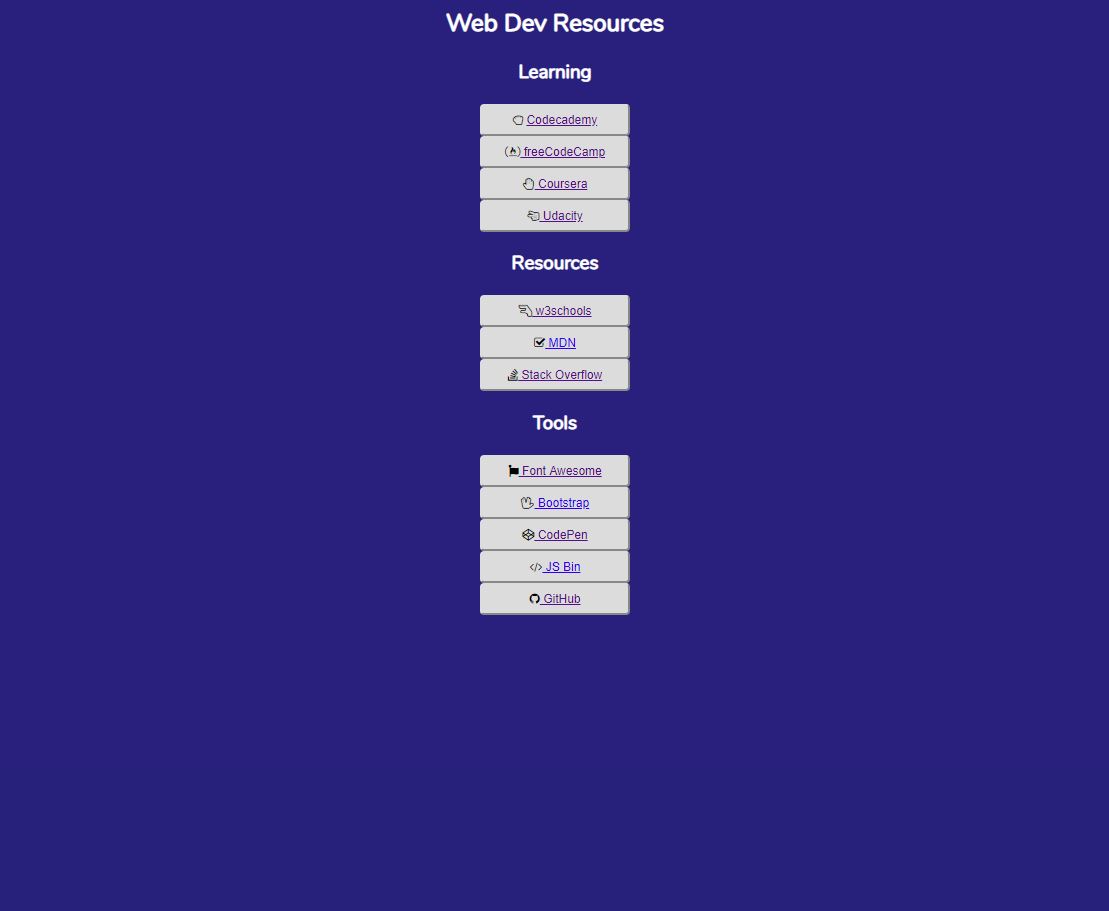 Web Dev Resources
Learning
Codecademy
freeCodeCamp
Coursera
Udacity
Resources
w3schools
MDN
Stack Overflow
Tools
Font Awesome
Bootstrap
CodePen
JS Bin
GitHub